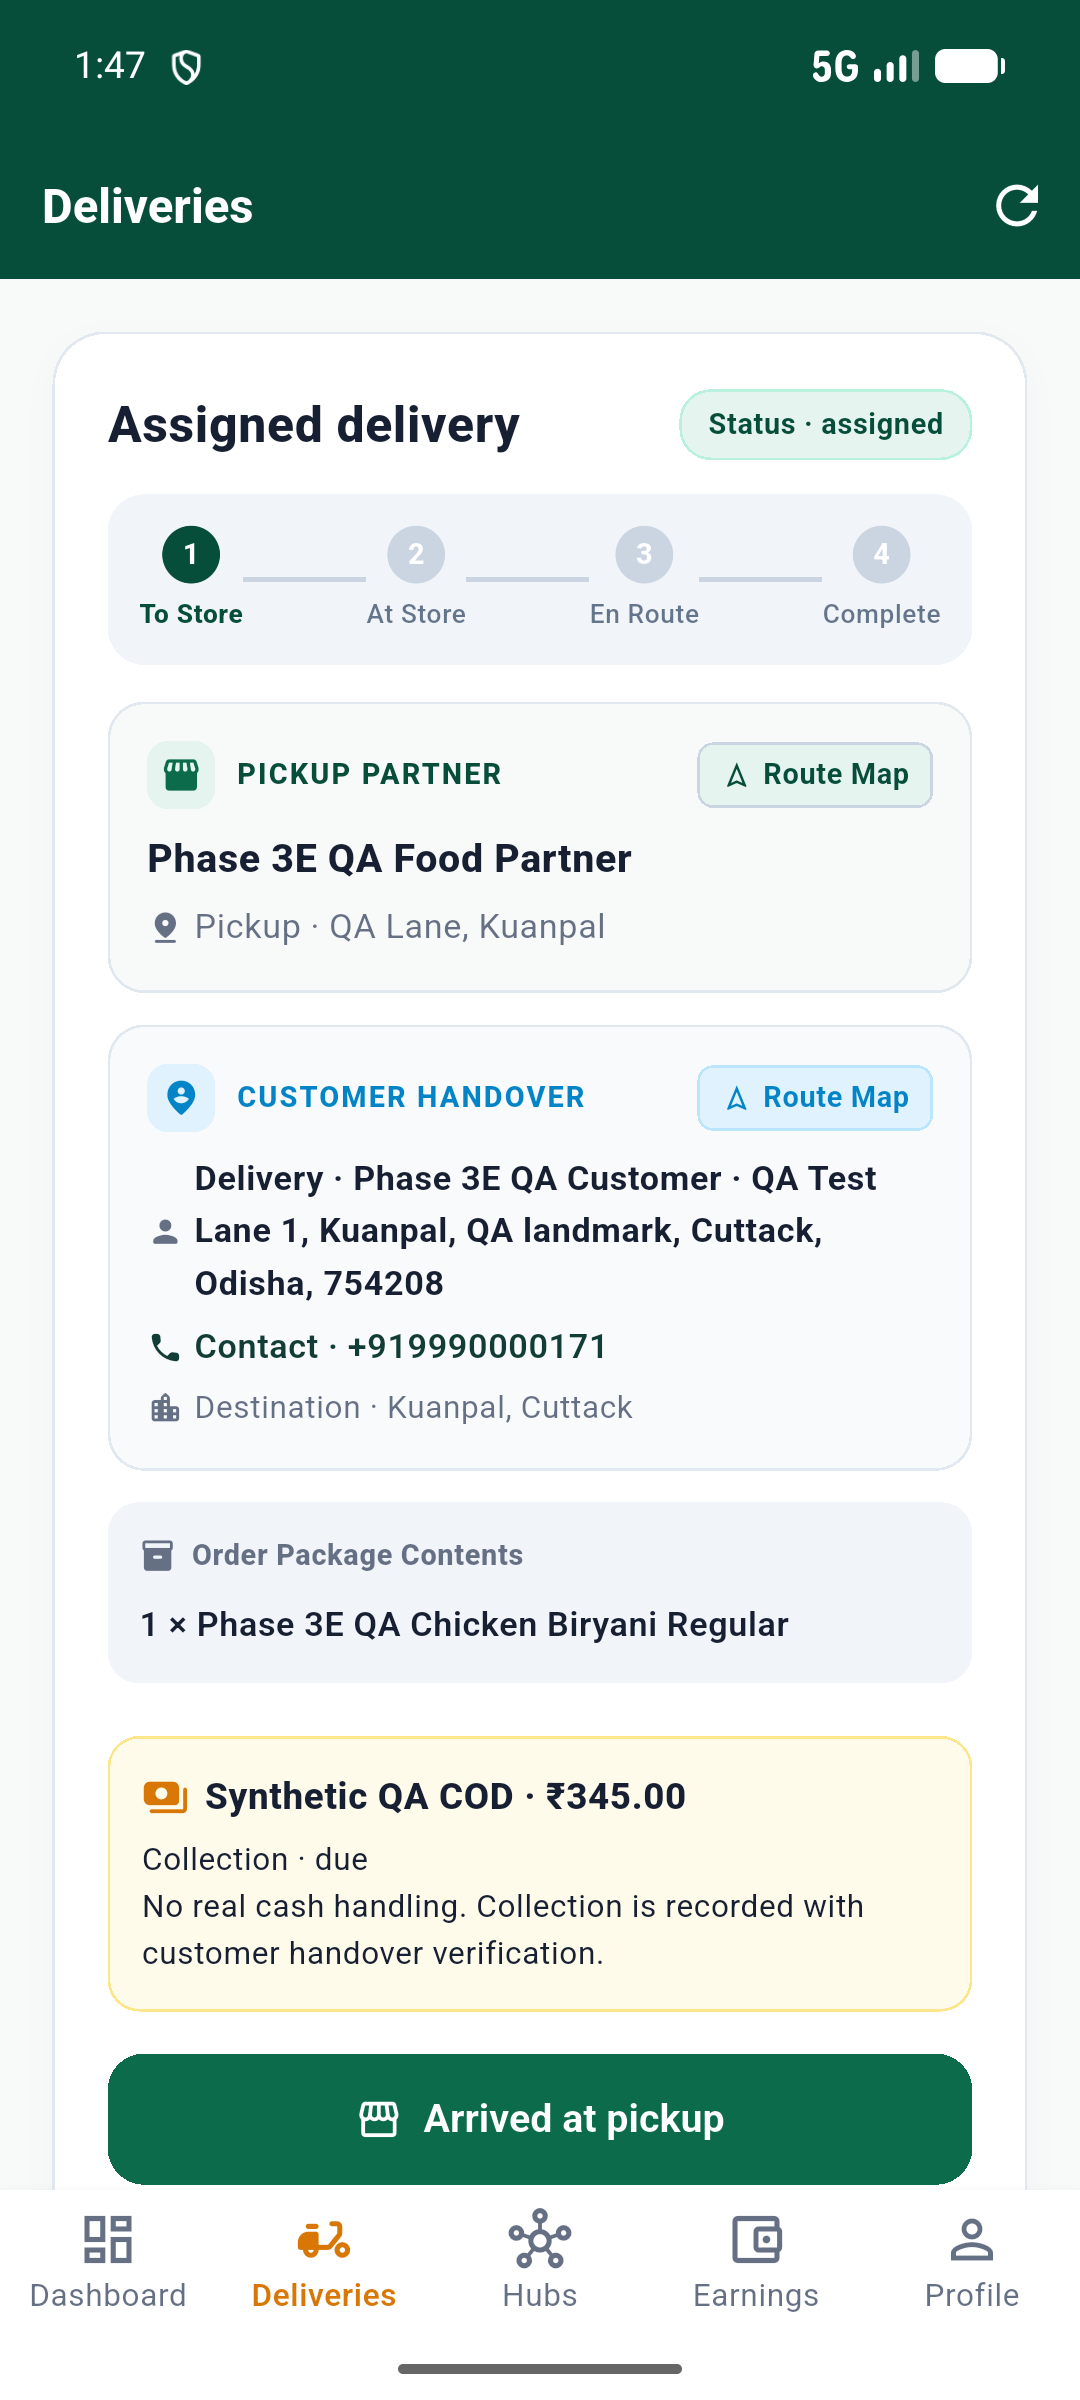 1:47
5G
Deliveries
Assigned delivery
Status · assigned
1
2
3
4
To Store
At Store
En Route
Complete
PICKUP PARTNER
Route Map
Phase 3E QA Food Partner
Pickup · QA Lane, Kuanpal
CUSTOMER HANDOVER
Route Map
Delivery · Phase 3E QA Customer · QA Test
Lane 1, Kuanpal, QA landmark, Cuttack,
Odisha, 754208
Contact · +919990000171
Destination · Kuanpal, Cuttack
Order Package Contents
1 × Phase 3E QA Chicken Biryani Regular
Synthetic QA COD · ₹345.00
Collection · due
No real cash handling. Collection is recorded with
customer handover verification.
Arrived at pickup
Dashboard
Deliveries
Hubs
Earnings
Profile